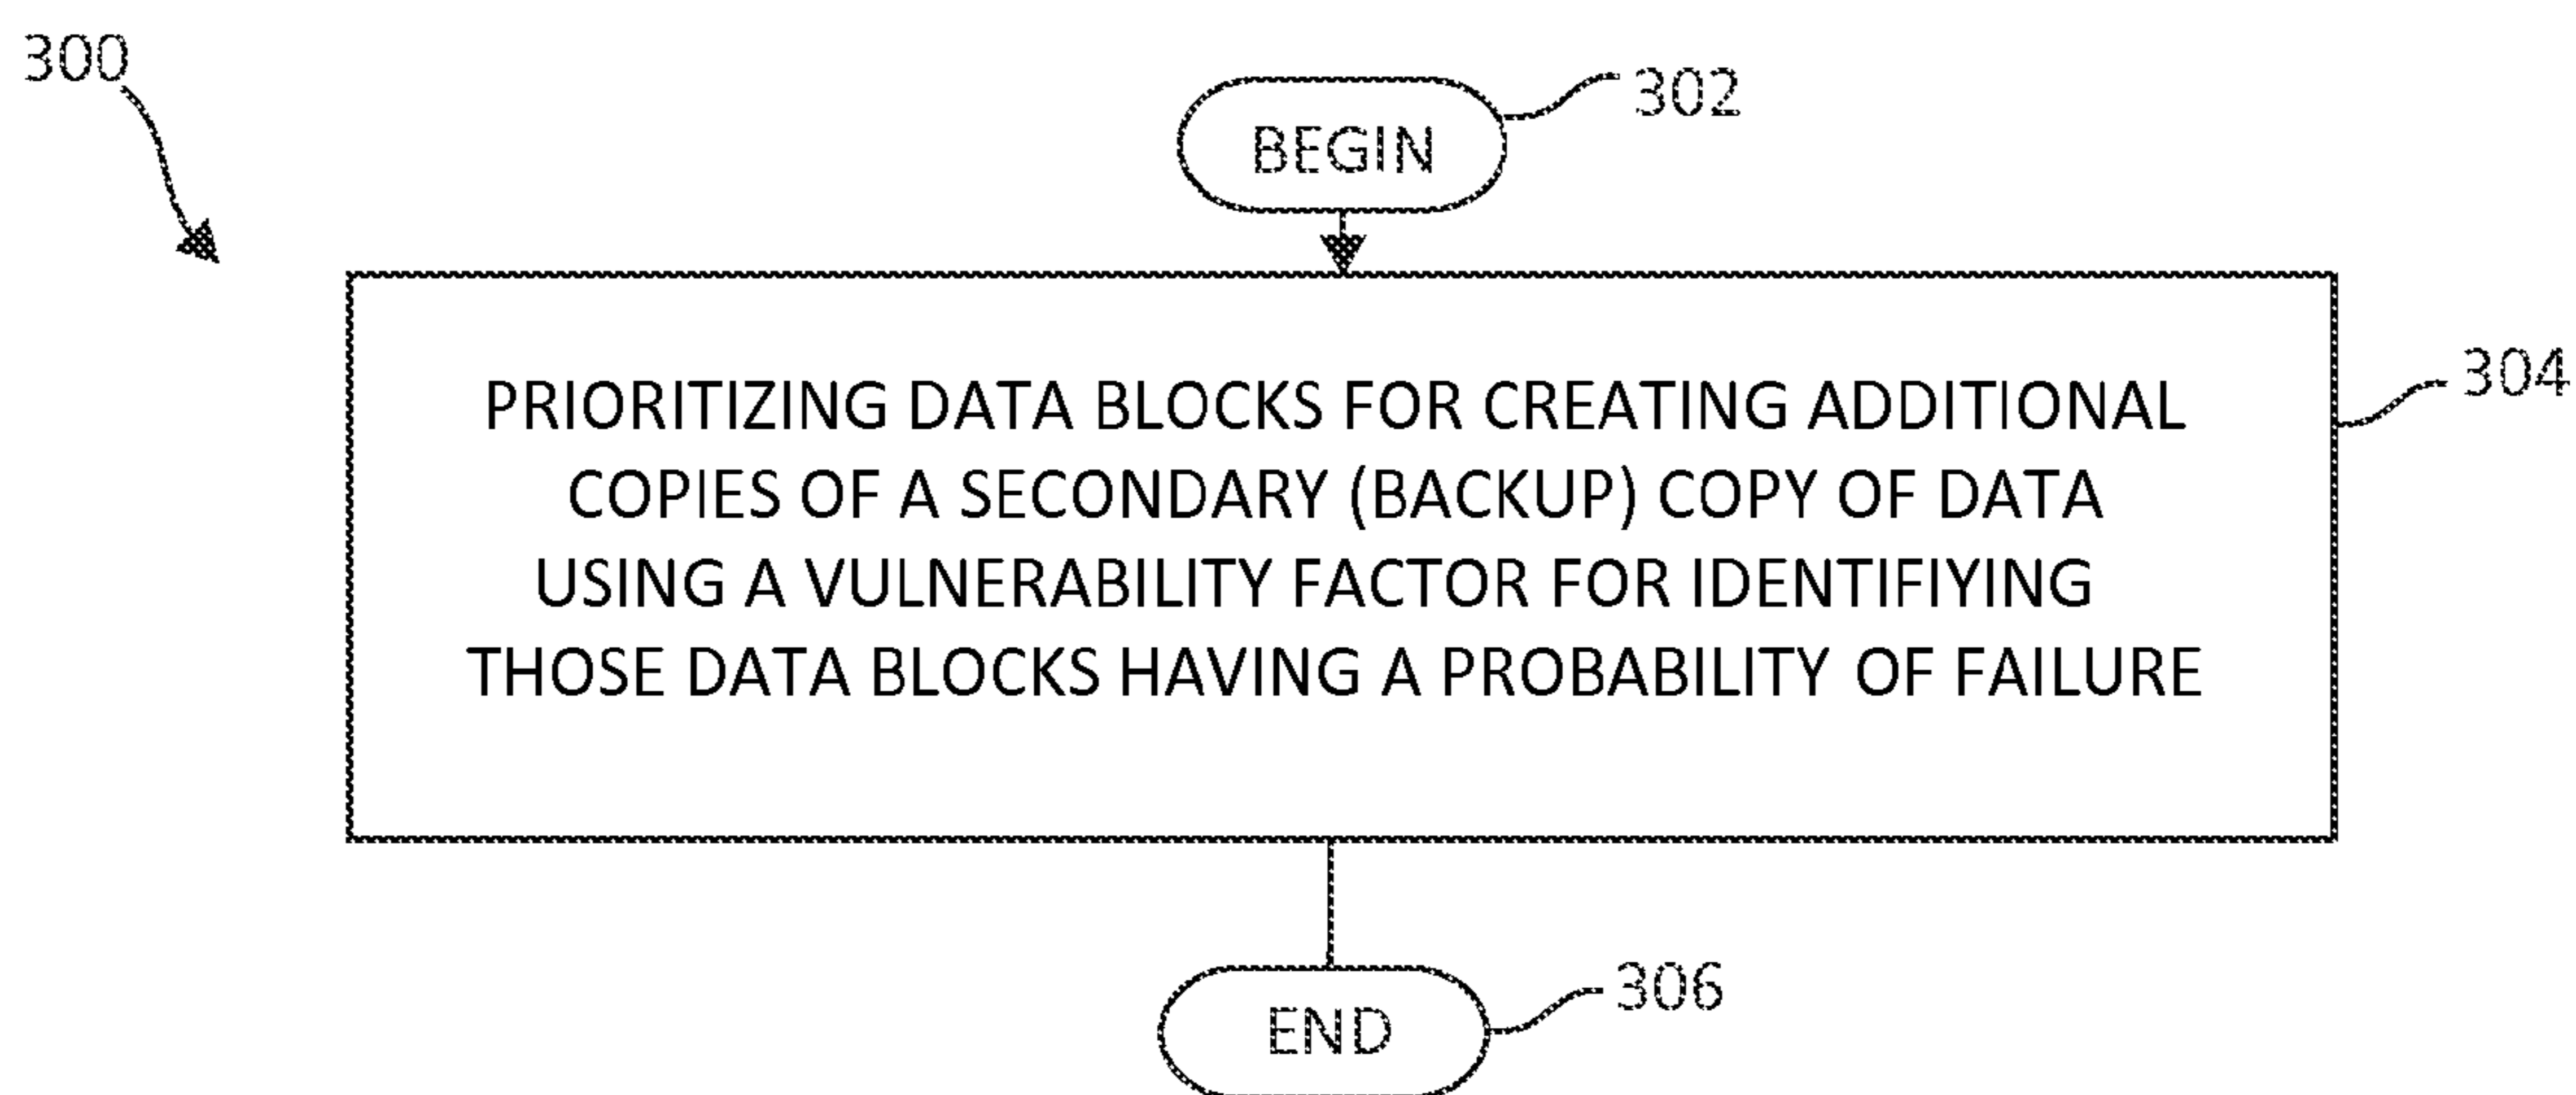 300
BEGIN
302
PRIORITIZING DATA BLOCKS FOR CREATING ADDITIONAL
COPIES OF A SECONDARY (BACKUP) COPY OF DATA
USING A VULNERABILITY FACTOR FOR IDENTIFIYING
THOSE DATA BLOCKS HAVING A PROBABILITY OF FAILURE
304
END
306